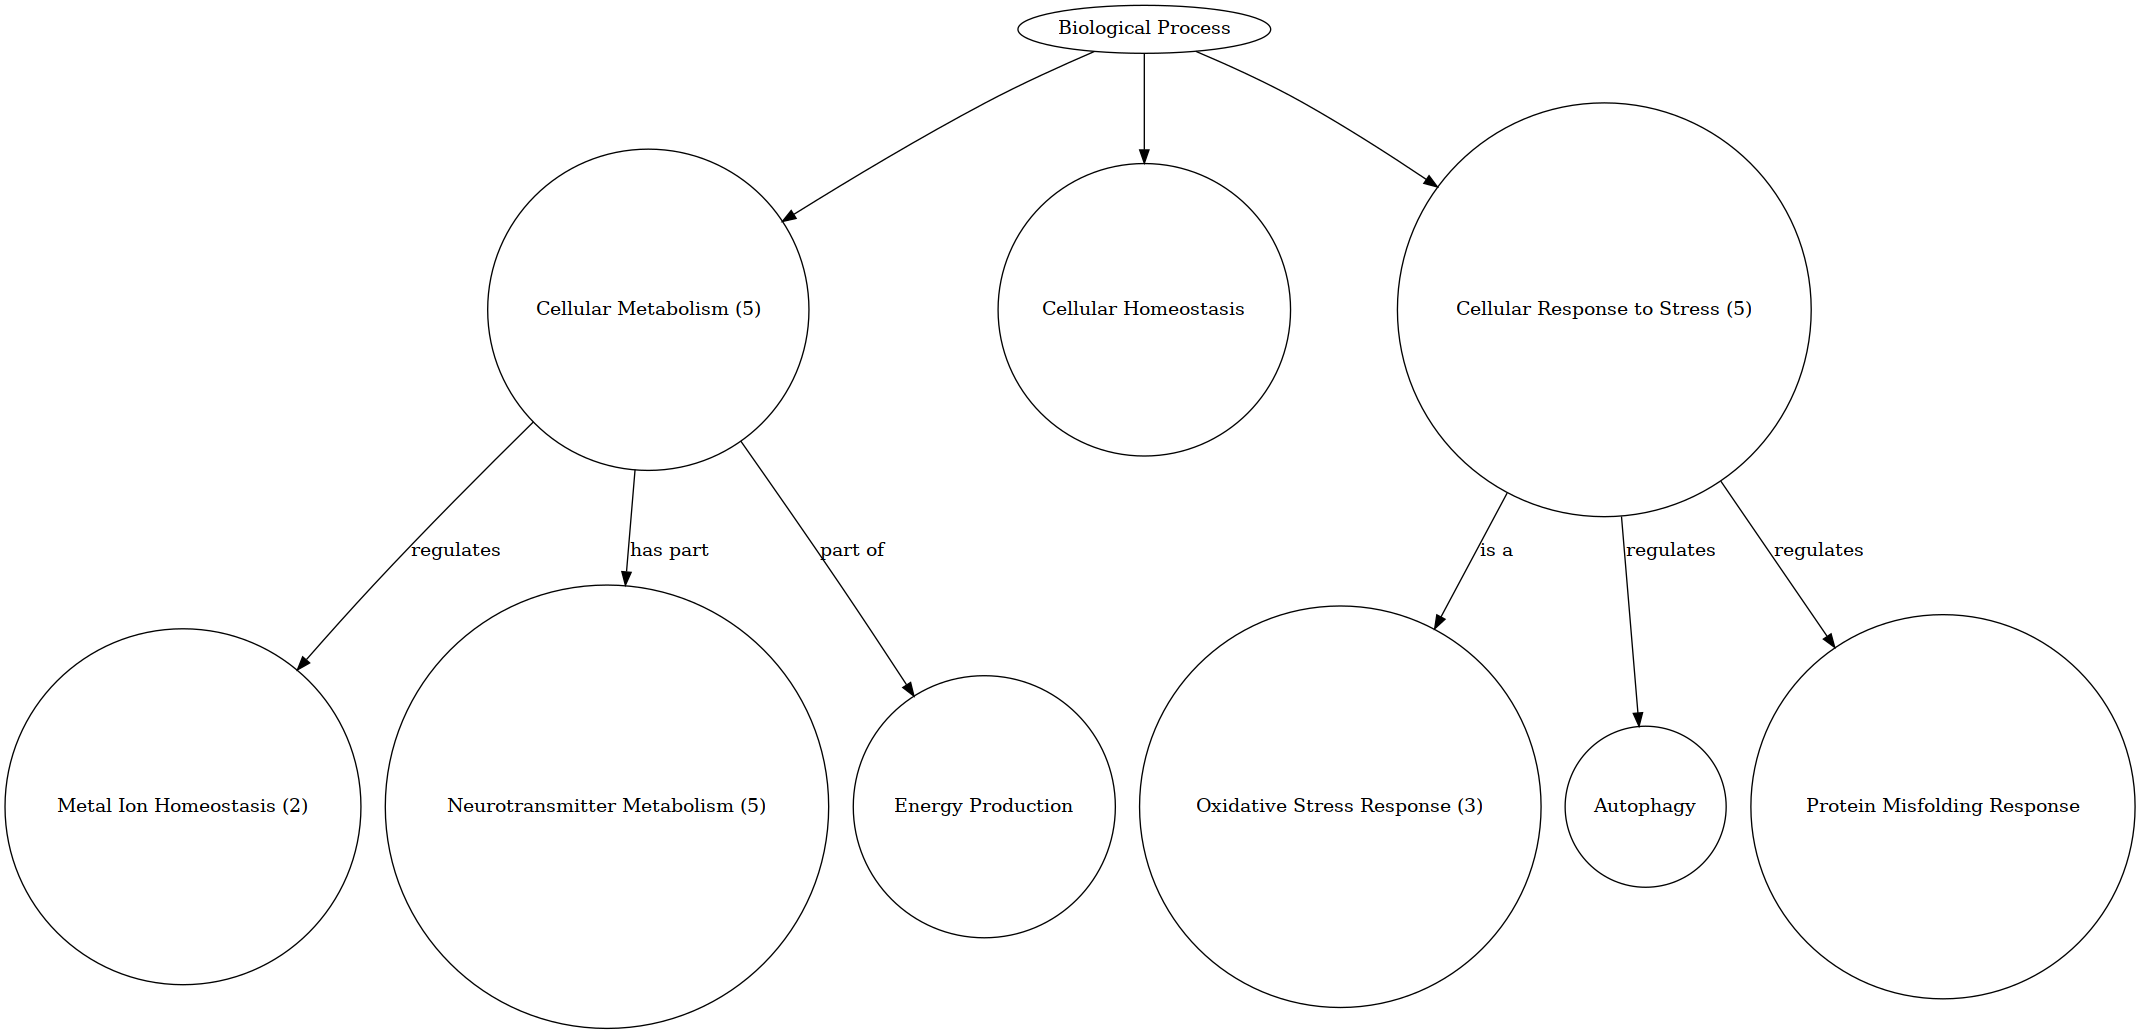 Biological Process
Cellular Metabolism (5)
Cellular Homeostasis
Cellular Response to Stress (5)
regulates
has part
part of
is a
regulates
regulates
Metal Ion Homeostasis (2)
Neurotransmitter Metabolism (5)
Energy Production
Oxidative Stress Response (3)
Autophagy
Protein Misfolding Response